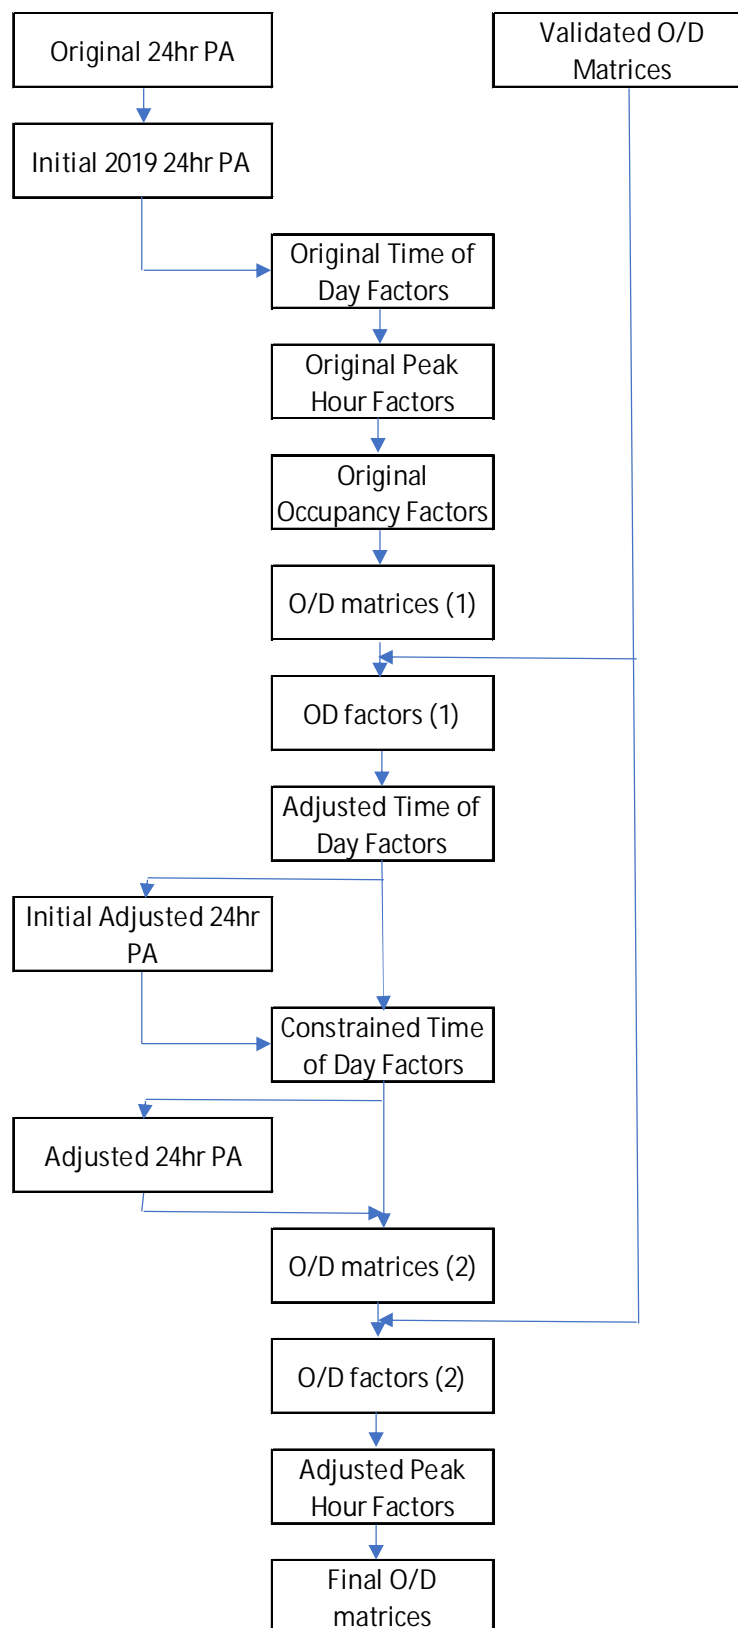 Original 24hr PA
Validated O/D
Matrices
Initial 2019 24hr PA
Original Time of
Day Factors
Original Peak
Hour Factors
Original
Occupancy Factors
O/D matrices (1)
OD factors (1)
Adjusted Time of
Day Factors
Initial Adjusted 24hr
PA
Constrained Time
of Day Factors
Adjusted 24hr PA
O/D matrices (2)
O/D factors (2)
Adjusted Peak
Hour Factors
Final O/D
matrices